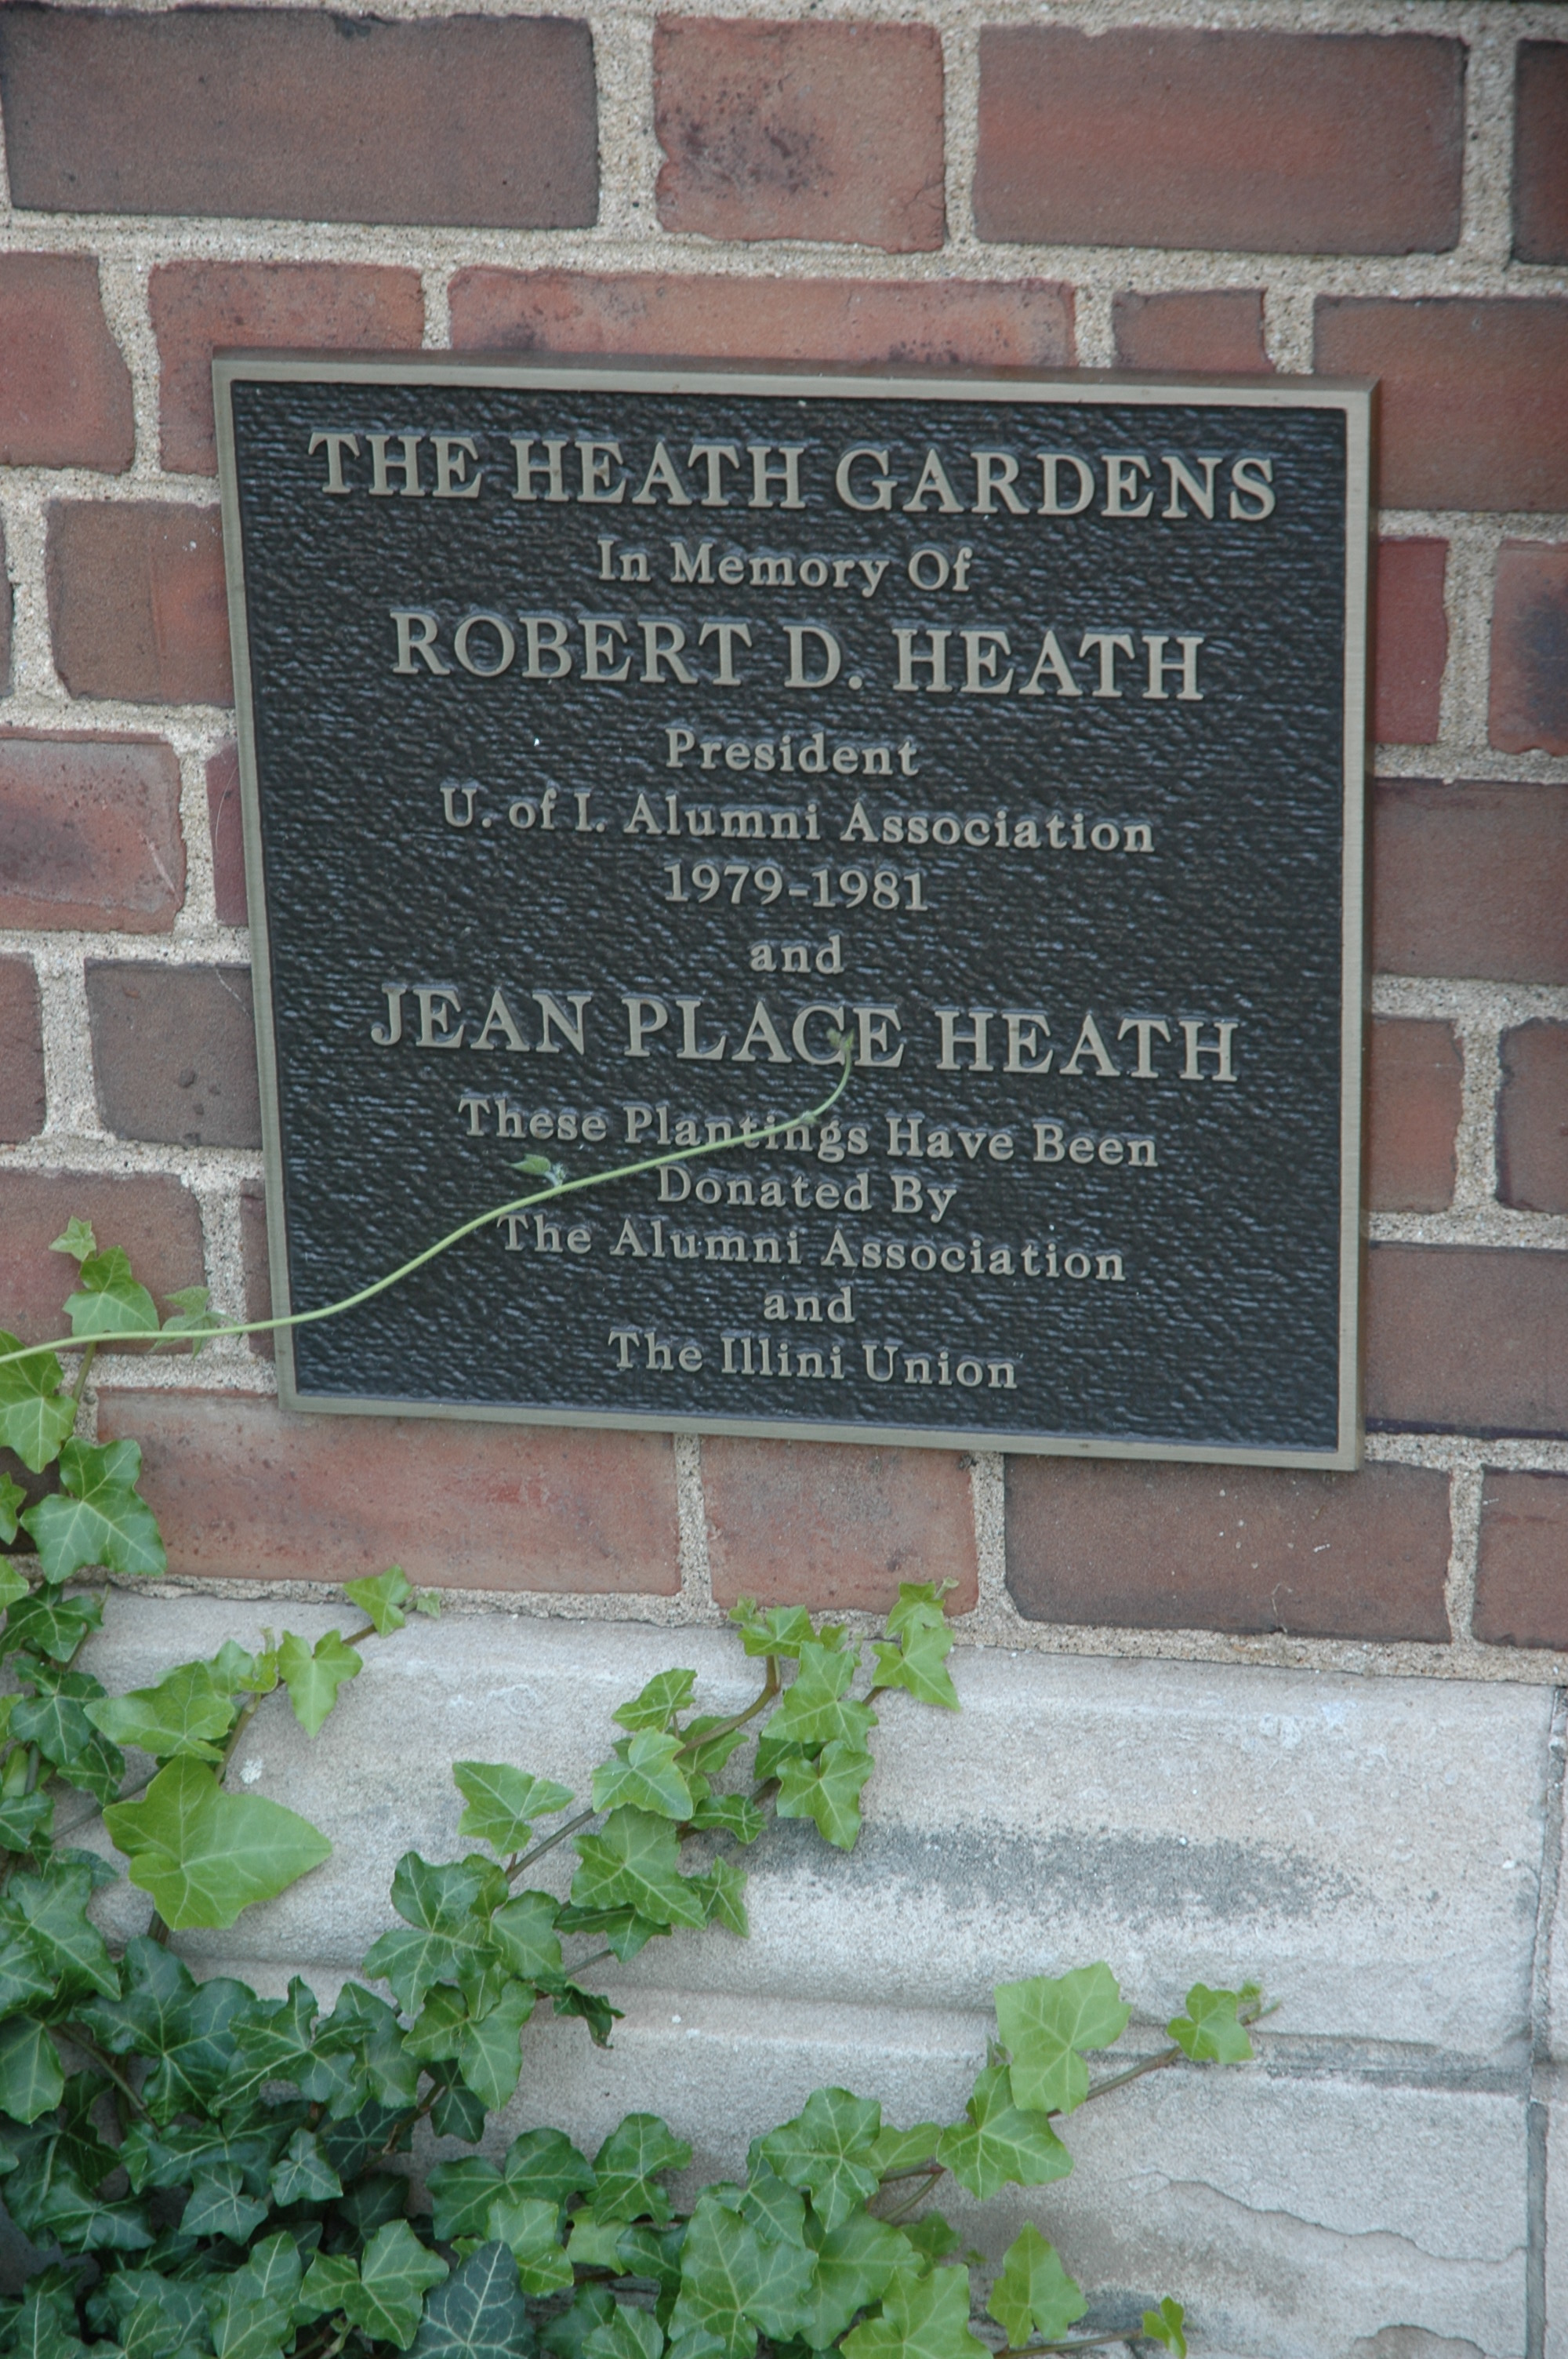 THE HEATH GARDENS
In Memory Of
ROBERT D. HEATH
President
U. of I. Alumni Association
1979-1981
and
JEAN PLACE HEATH
These Plantings Have Been
Donated By
The Alumni Association
and
The Illini Union